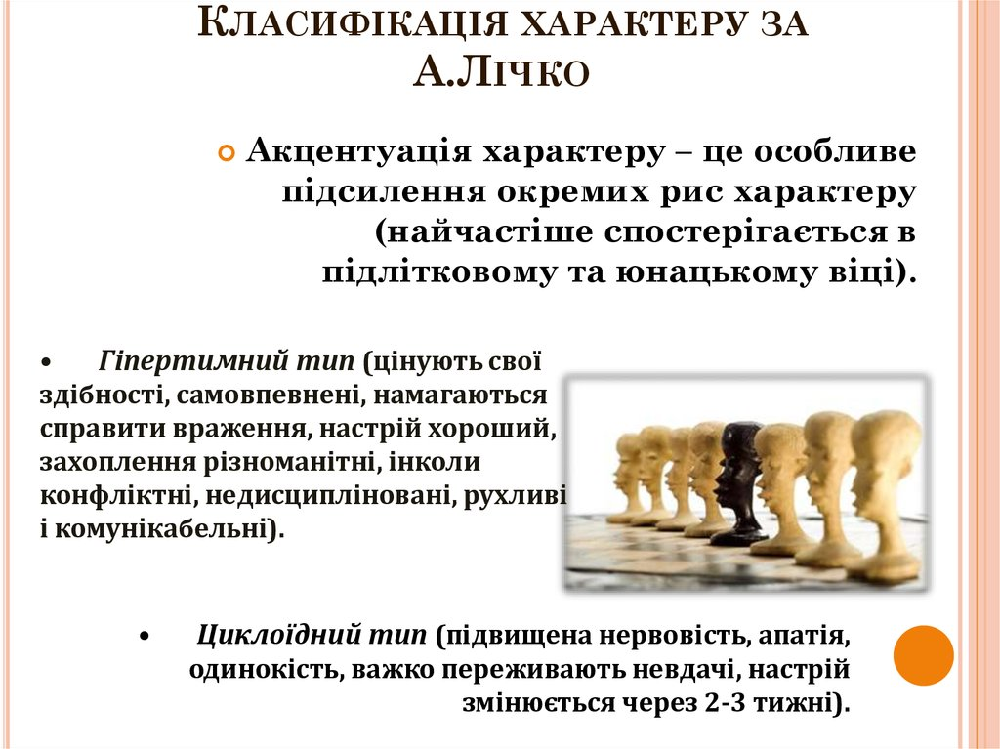 Класифікація характеру за
А.Лічко
Акцентуація характеру – це особливе
підсилення окремих рис характеру
(найчастіше спостерігається в
підлітковому та юнацькому віці).
• Гіпертимний тип (цінують свої
здібності, самовпевнені, намагаються
справити враження, настрій хороший,
захоплення різноманітні, інколи
конфліктні, недисципліновані, рухливі
і комунікабельні).
• Циклоїдний тип (підвищена нервовість, апатія,
одинокість, важко переживають невдачі, настрій
змінюється через 2-3 тижні).